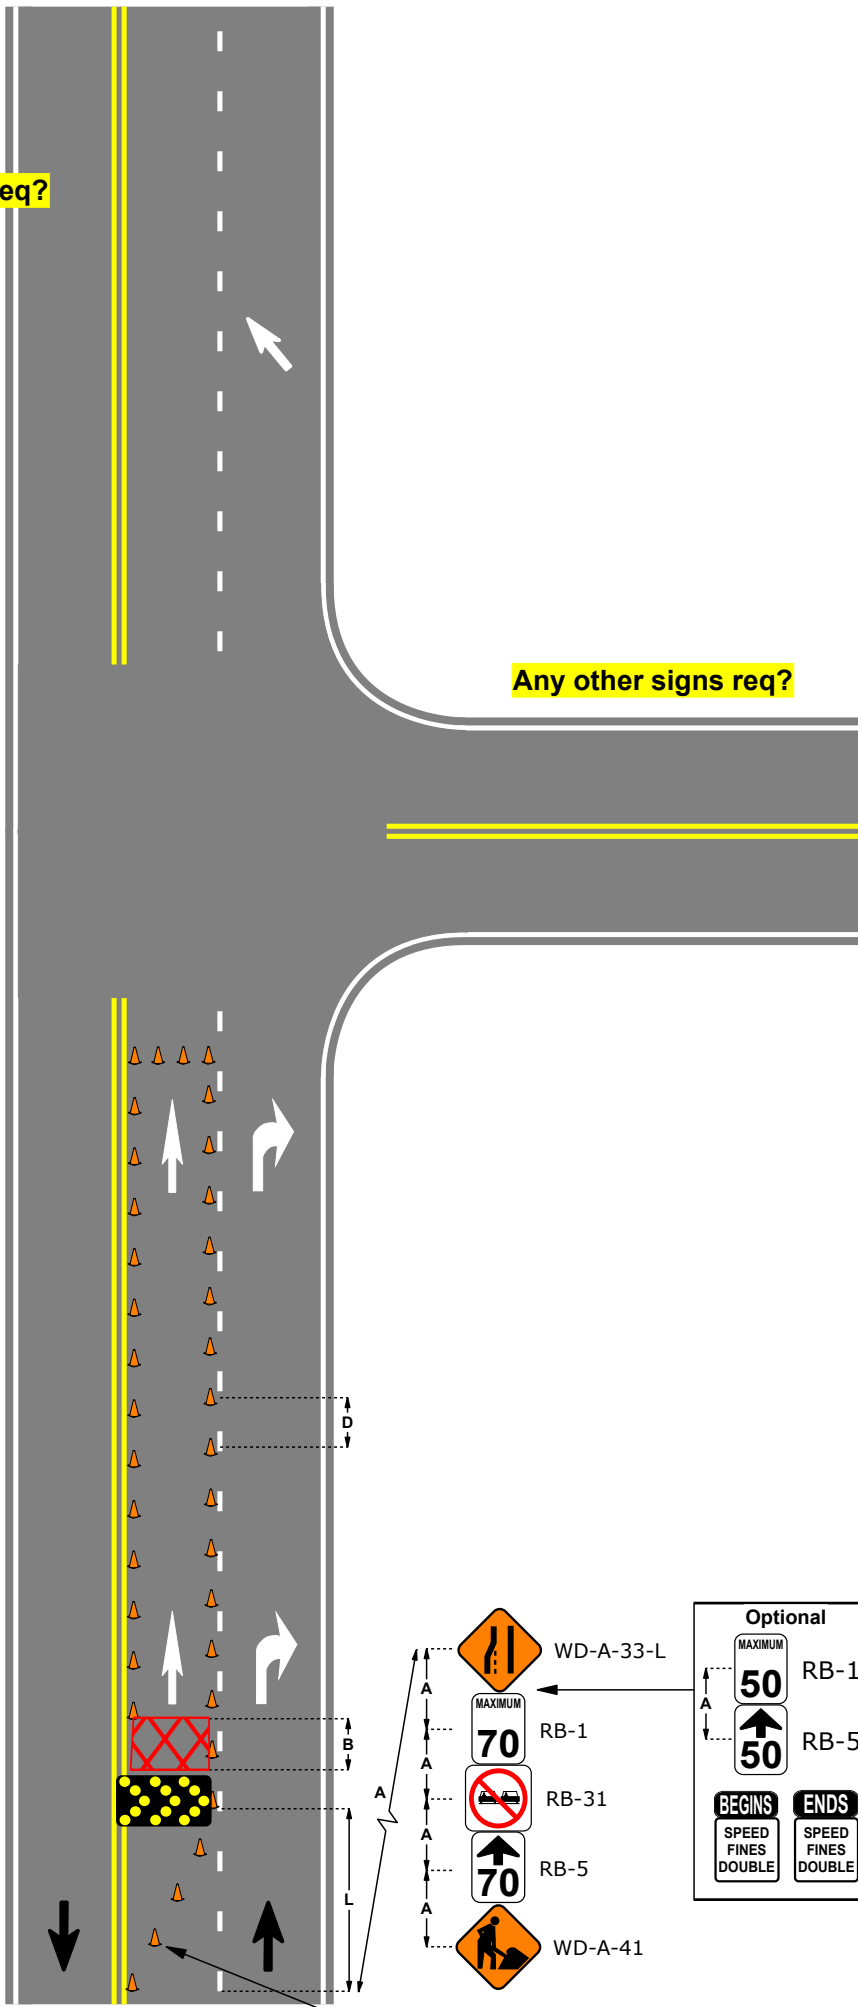 eq?
Any other signs req?
D
B
L
A
A
A
A
A
WD-A-33-L
MAXIMUM
70
RB-1
RB-31
70
RB-5
WD-A-41
Optional
MAXIMUM
50
RB-1
A
50
RB-5
BEGINS
SPEED
FINES
DOUBLE
ENDS
SPEED
FINES
DOUBLE